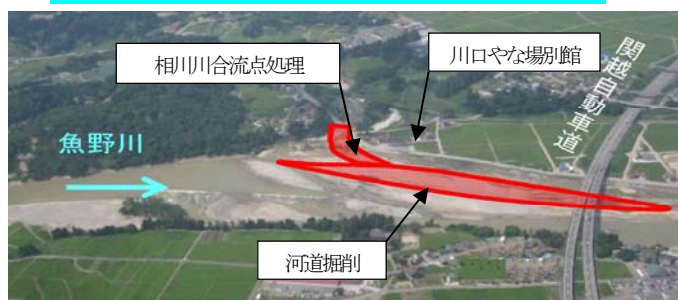 相川川合流点処理
川口やな場別館
関越自動車道
魚野川
河道掘削